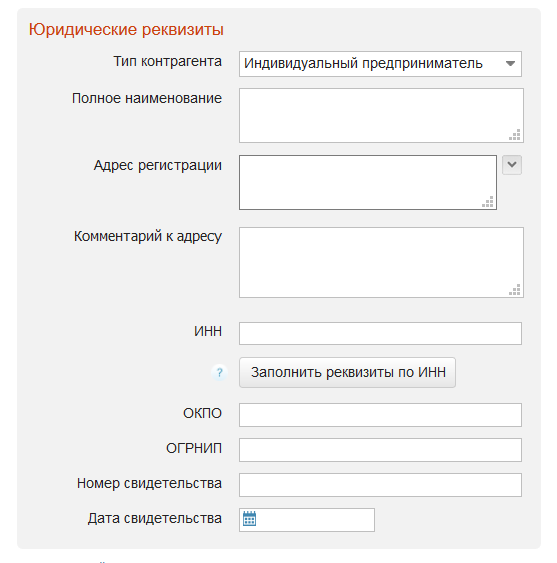 Юридические реквизиты
Тип контрагента Индивидуальный предприниматель
Полное наименование
Адрес регистрации
Комментарий к адресу
ИНН
? Заполнить реквизиты по ИНН
ОКПО
ОГРНИП
Номер свидетельства
Дата свидетельства